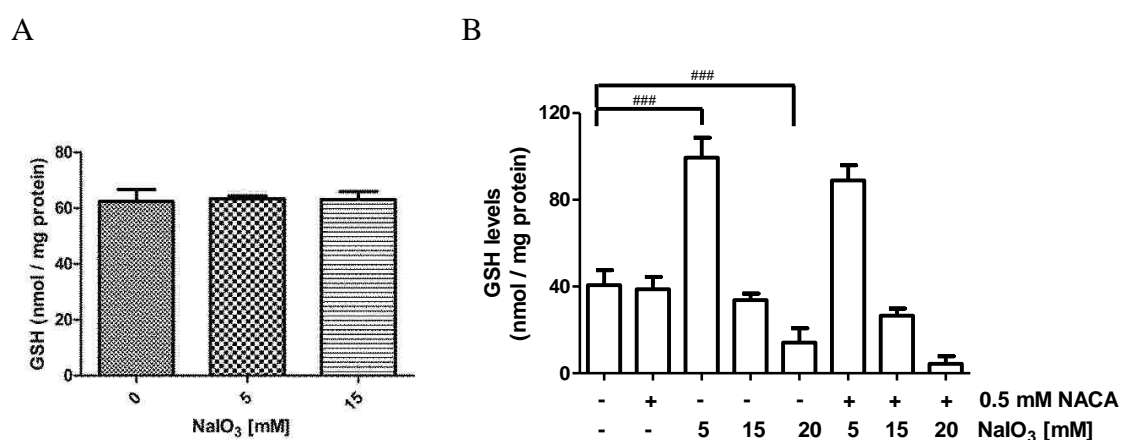 A
GSH (nmol / mg protein)
80
60
40
20
0
0 5 15
NaIO₃ [mM]
B
GSH levels
(nmol / mg protein)
120
80
40
0
###
###
- + - - - + + + 0.5 mM NACA
- - 5 15 20 5 15 20 NaIO₃ [mM]